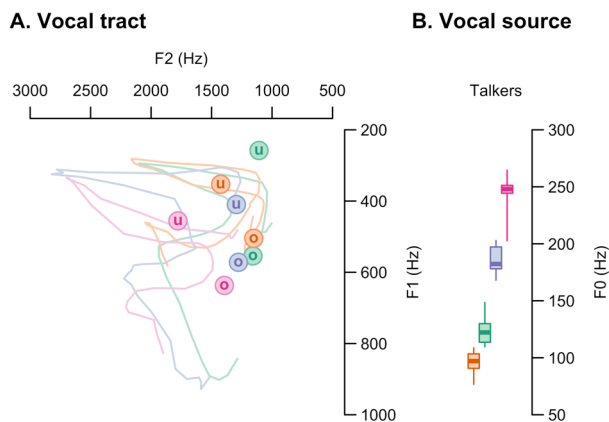 A. Vocal tract
B. Vocal source
F2 (Hz)
3000 2500 2000 1500 1000 500
Talkers
200
400
600
800
1000
F1 (Hz)
300
250
200
150
100
50
F0 (Hz)
u
u
u
u
o
o
o
o